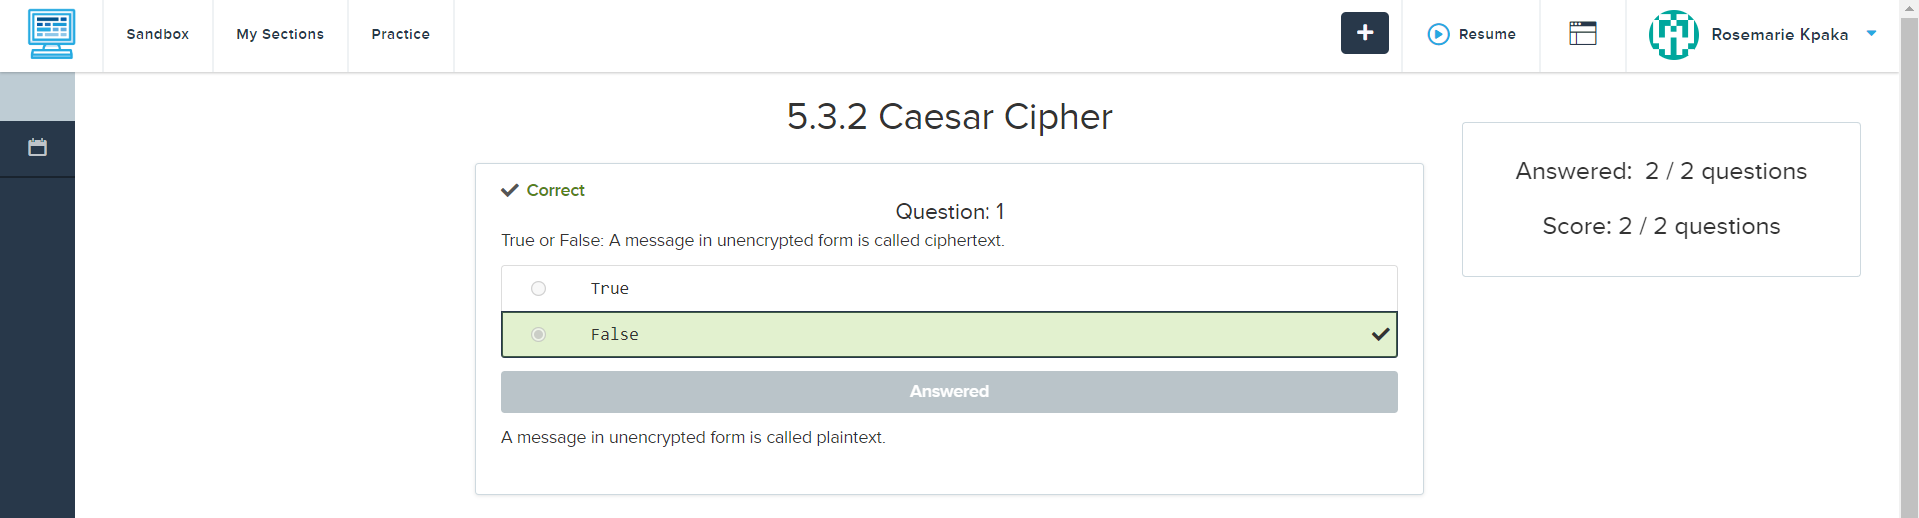 Sandbox
My Sections
Practice
Resume
Rosemarie Kpaka
5.3.2 Caesar Cipher
Answered: 2 / 2 questions
Score: 2 / 2 questions
Correct
Question: 1
True or False: A message in unencrypted form is called ciphertext.
True
False
Answered
A message in unencrypted form is called plaintext.